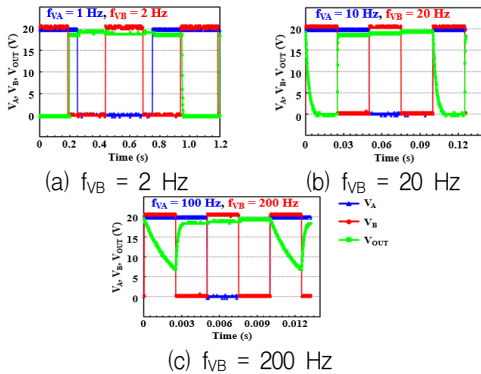 f_VA = 1 Hz, f_VB = 2 Hz
V_A, V_B, V_OUT (V)
20
15
10
5
0
0.0 0.2 0.4 0.6 0.8 1.0 1.2
Time (s)
(a) f_VB = 2 Hz
f_VA = 10 Hz, f_VB = 20 Hz
V_A, V_B, V_OUT (V)
20
15
10
5
0
0.00 0.03 0.06 0.09 0.12
Time (s)
(b) f_VB = 20 Hz
f_VA = 100 Hz, f_VB = 200 Hz
V_A, V_B, V_OUT (V)
20
15
10
5
0
0.000 0.003 0.006 0.009 0.012
Time (s)
V_A
V_B
V_OUT
(c) f_VB = 200 Hz